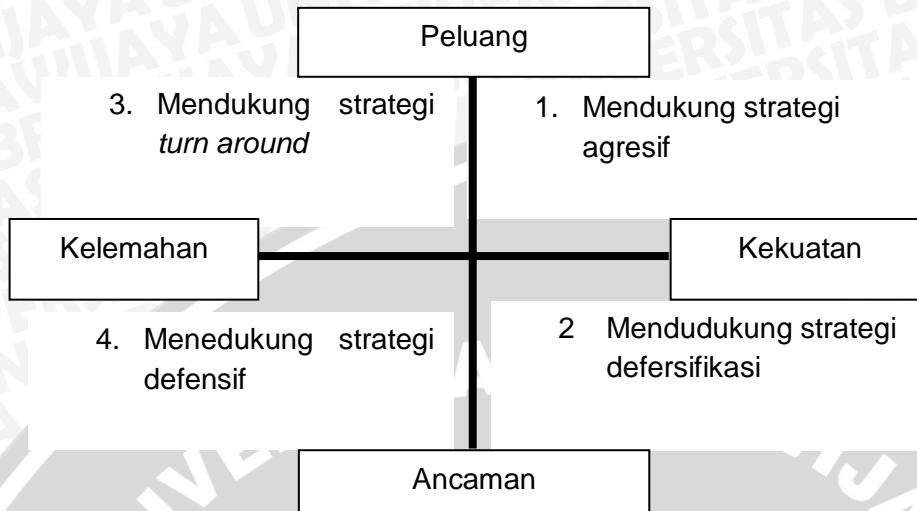 Peluang
3. Mendukung strategi
turn around
1. Mendukung strategi
agresif
Kelemahan
Kekuatan
4. Menedukung strategi
defensif
2 Mendudukung strategi
defersifikasi
Ancaman